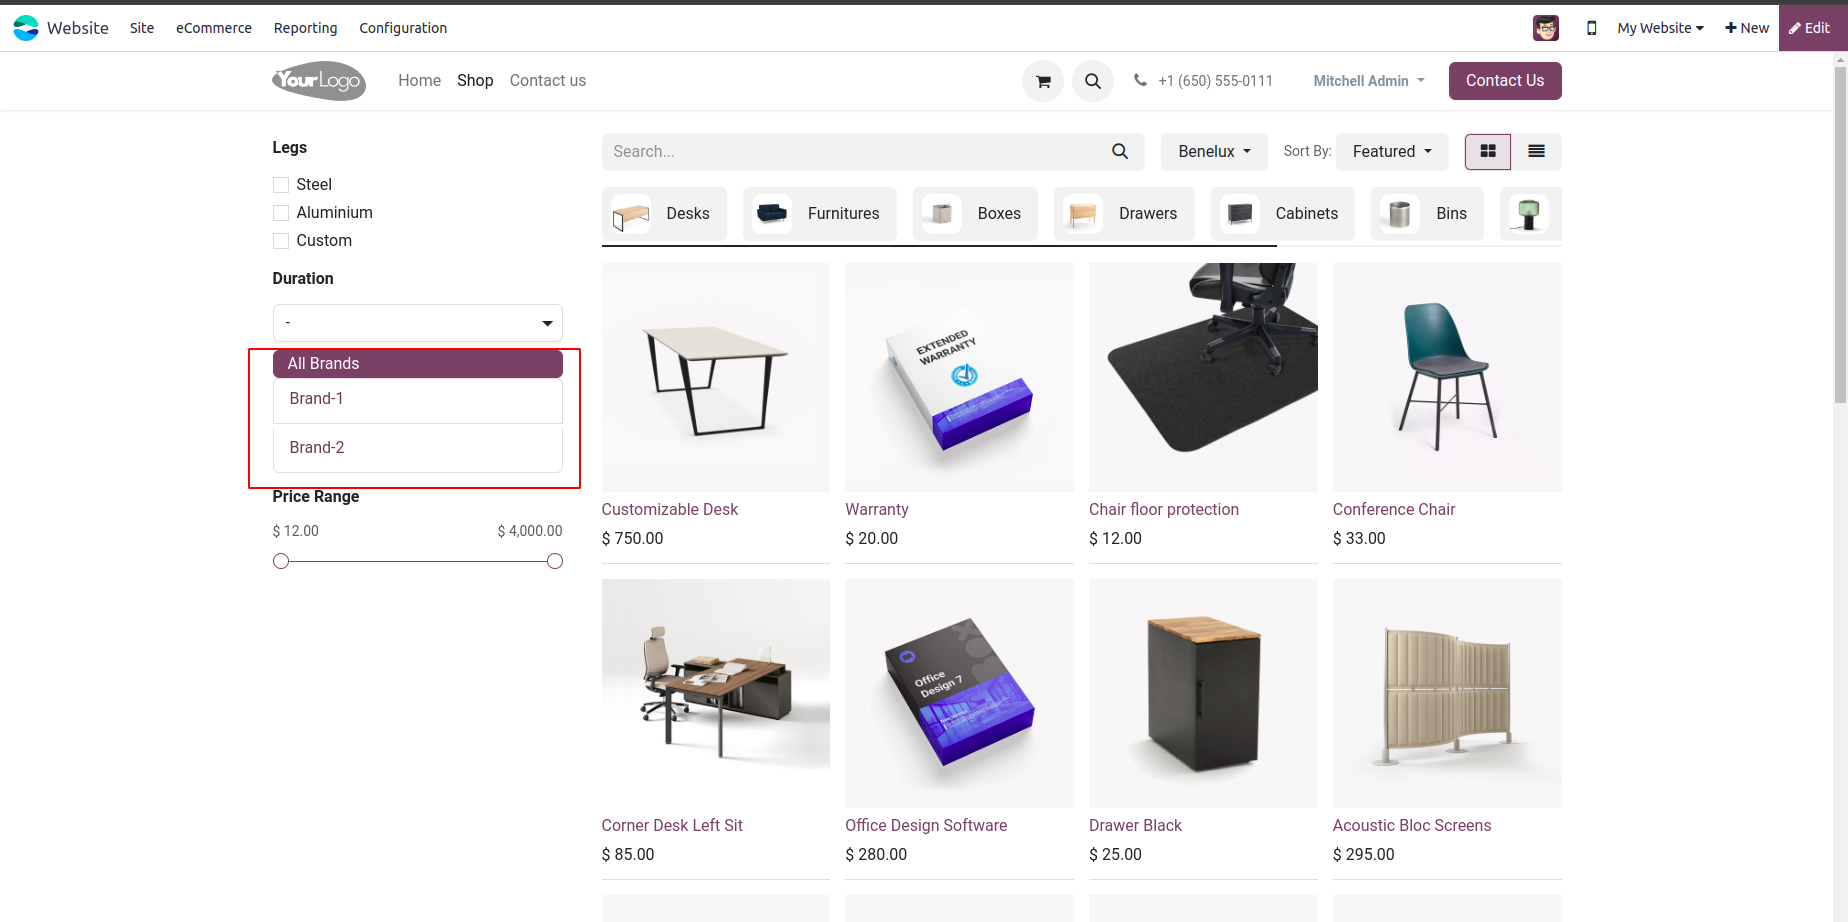 Website Site eCommerce Reporting Configuration My Website New Edit
YourLogo Home Shop Contact us +1 (650) 555-0111 Mitchell Admin Contact Us
Legs
Steel
Aluminium
Custom
Duration
-
All Brands
Brand-1
Brand-2
Price Range
$ 12.00 $ 4,000.00
Search... Benelux Sort By: Featured
Desks Furnitures Boxes Drawers Cabinets Bins
EXTENDED
WARRANTY
Customizable Desk Warranty Chair floor protection Conference Chair
$ 750.00 $ 20.00 $ 12.00 $ 33.00
Office
Design 7
Corner Desk Left Sit Office Design Software Drawer Black Acoustic Bloc Screens
$ 85.00 $ 280.00 $ 25.00 $ 295.00